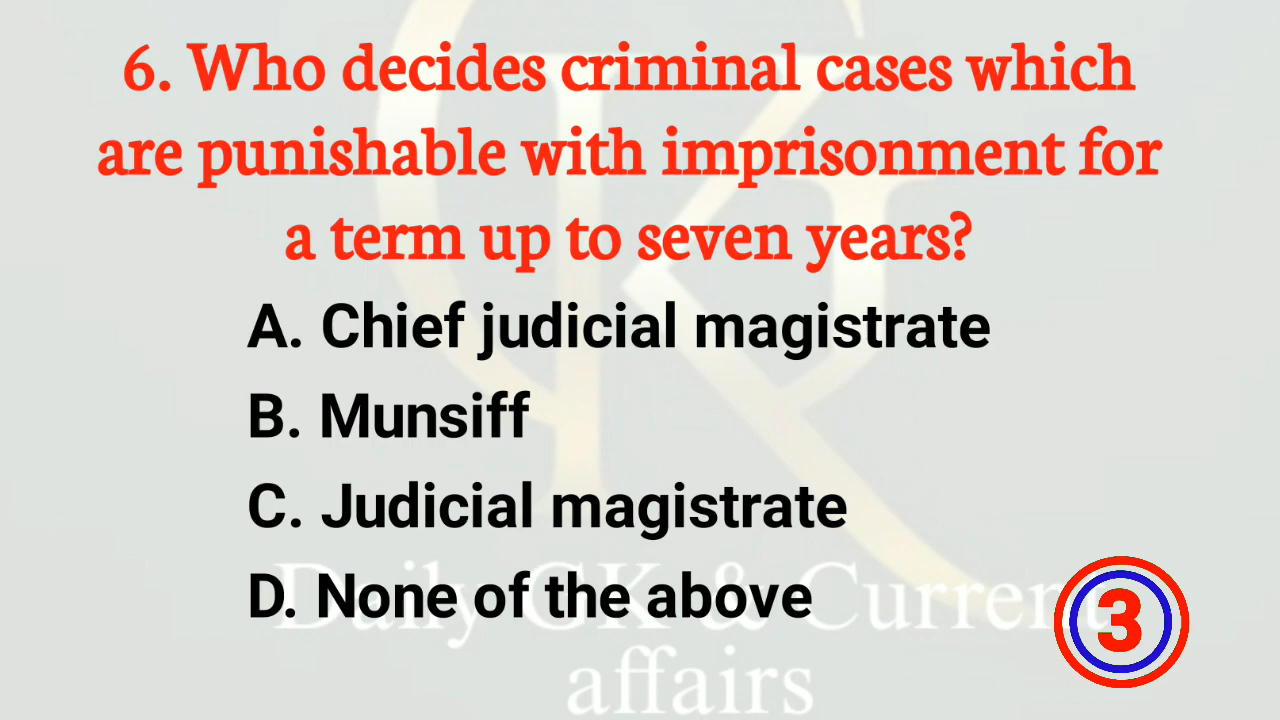 6. Who decides criminal cases which
are punishable with imprisonment for
a term up to seven years?
A. Chief judicial magistrate
B. Munsiff
C. Judicial magistrate
D. None of the above
Daily GK & Current
affairs
3